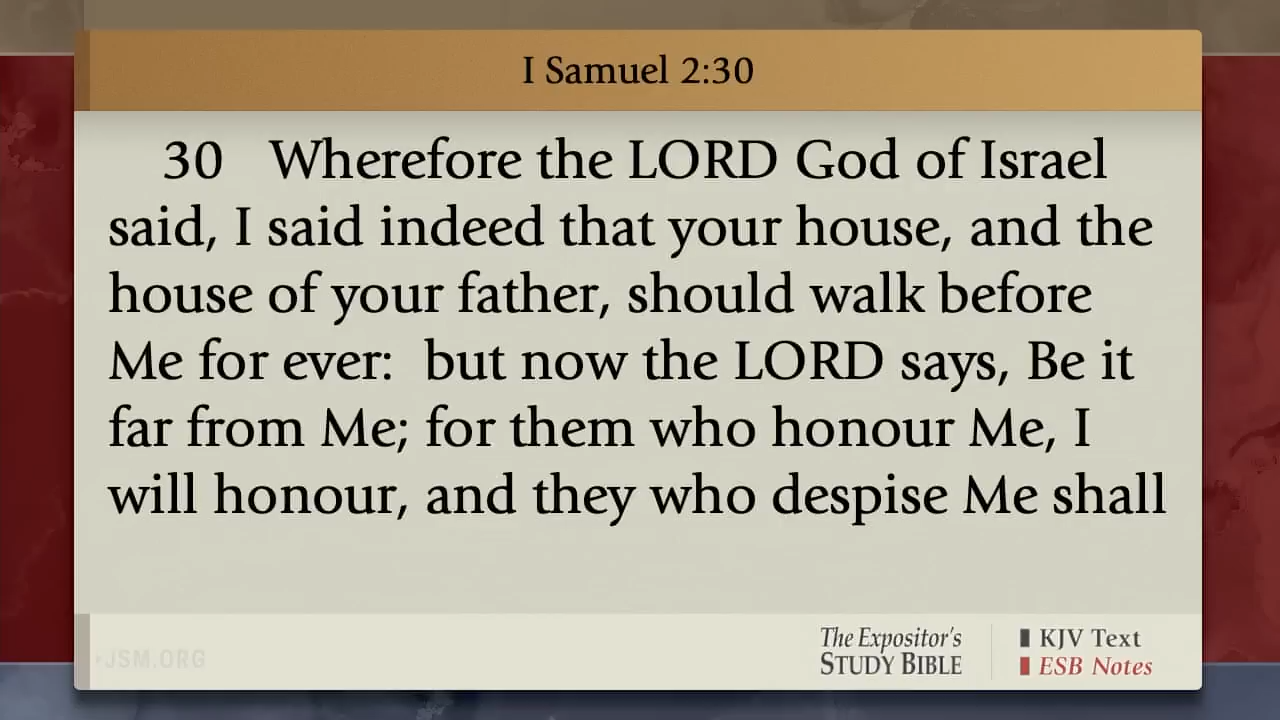 I Samuel 2:30
30 Wherefore the LORD God of Israel
said, I said indeed that your house, and the
house of your father, should walk before
Me for ever: but now the LORD says, Be it
far from Me; for them who honour Me, I
will honour, and they who despise Me shall
JSM.ORG
The Expositor's
STUDY BIBLE
KJV Text
ESB Notes